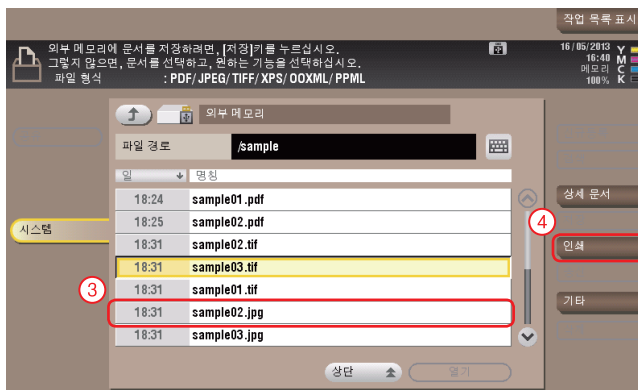 작업 목록 표시
외부 메모리에 문서를 저장하려면, [저장]키를 누르십시오.
그렇지 않으면, 문서를 선택하고, 원하는 기능을 선택하십시오.
파일 형식 : PDF/JPEG/TIFF/XPS/OOXML/PPML
16/05/2013
16:40
메모리
100%
Y
M
C
K
외부 메모리
파일 경로 /sample
일 명칭
18:24 sample01.pdf
18:25 sample02.pdf
18:31 sample02.tif
18:31 sample03.tif
18:31 sample01.tif
18:31 sample02.jpg
18:31 sample03.jpg
시스템
상세 문서
4
인쇄
3
기타
상단
열기